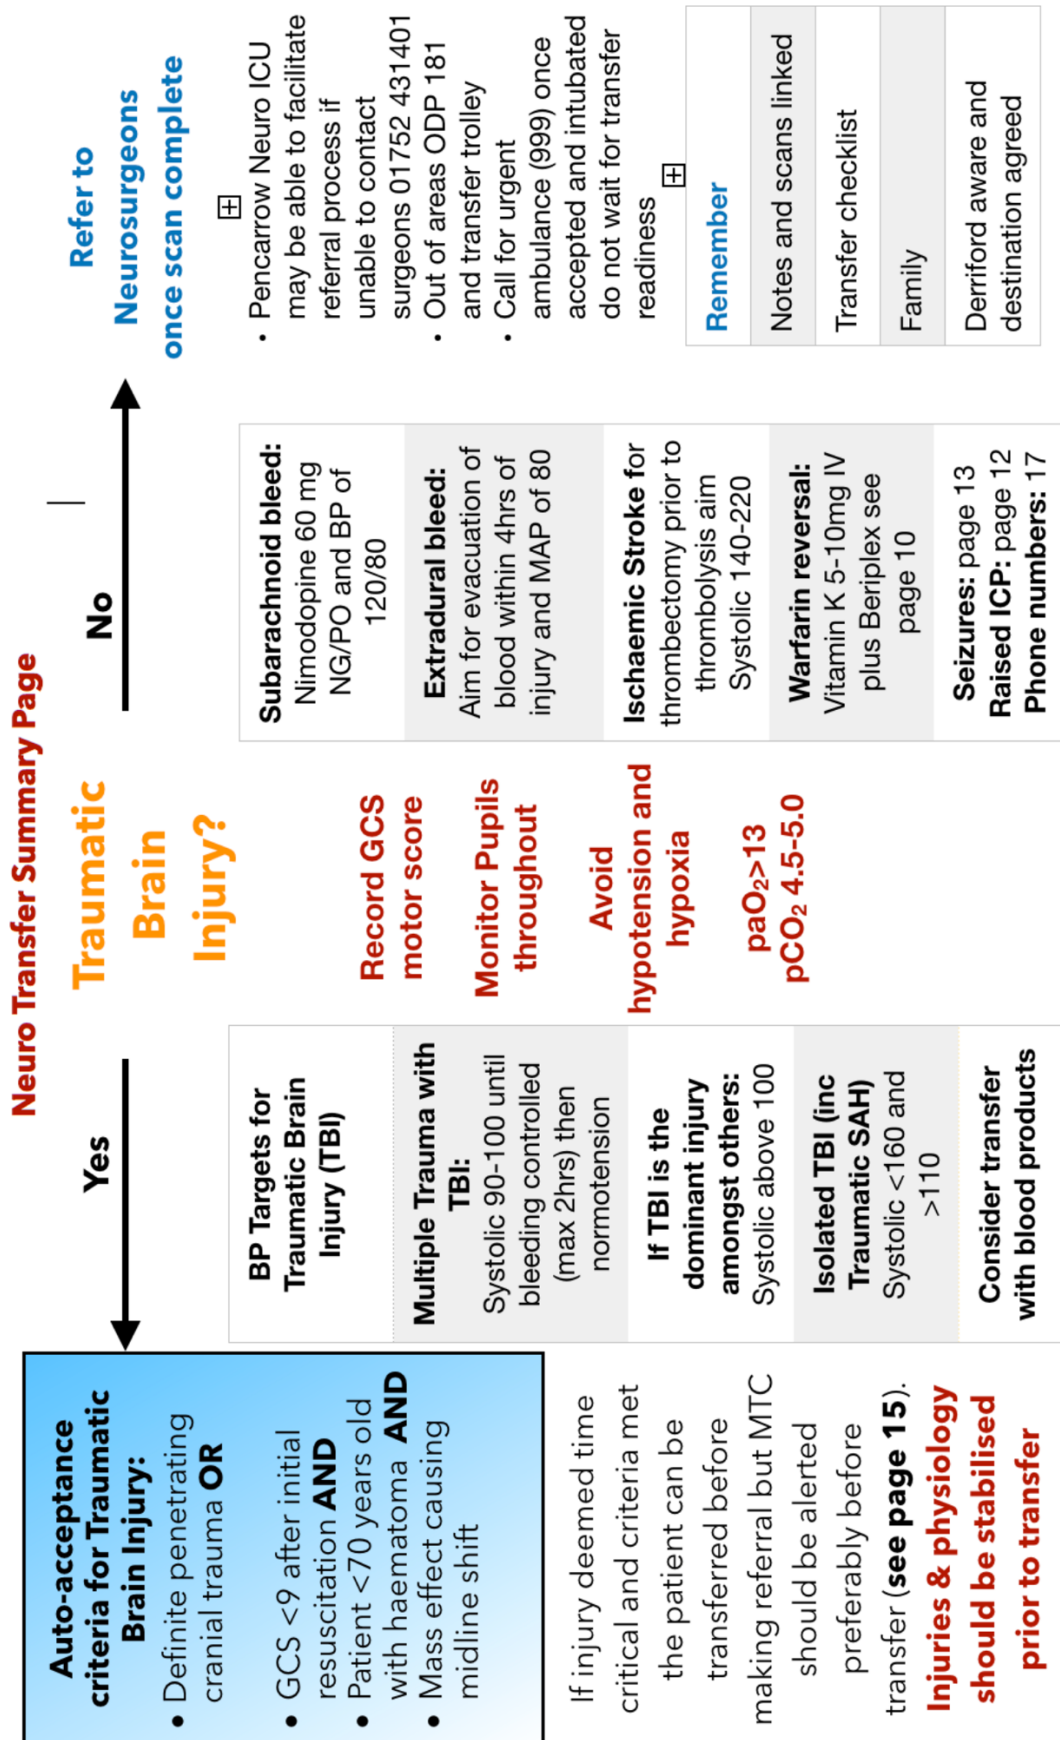 Neuro Transfer Summary Page
Traumatic
Brain
Injury?
Yes
No
Auto-acceptance
criteria for Traumatic
Brain Injury:
• Definite penetrating
cranial trauma OR
• GCS <9 after initial
resuscitation AND
• Patient <70 years old
with haematoma AND
• Mass effect causing
midline shift
If injury deemed time
critical and criteria met
the patient can be
transferred before
making referral but MTC
should be alerted
preferably before
transfer (see page 15).
Injuries & physiology
should be stabilised
prior to transfer
BP Targets for
Traumatic Brain
Injury (TBI)
Multiple Trauma with
TBI:
Systolic 90-100 until
bleeding controlled
(max 2hrs) then
normotension
If TBI is the
dominant injury
amongst others:
Systolic above 100
Isolated TBI (inc
Traumatic SAH)
Systolic <160 and
>110
Consider transfer
with blood products
Record GCS
motor score
Monitor Pupils
throughout
Avoid
hypotension and
hypoxia
paO₂>13
pCO₂ 4.5-5.0
Subarachnoid bleed:
Nimodopine 60 mg
NG/PO and BP of
120/80
Extradural bleed:
Aim for evacuation of
blood within 4hrs of
injury and MAP of 80
Ischaemic Stroke for
thrombectomy prior to
thrombolysis aim
Systolic 140-220
Warfarin reversal:
Vitamin K 5-10mg IV
plus Beriplex see
page 10
Seizures: page 13
Raised ICP: page 12
Phone numbers: 17
Refer to
Neurosurgeons
once scan complete
• Pencarrow Neuro ICU
may be able to facilitate
referral process if
unable to contact
surgeons 01752 431401
• Out of areas ODP 181
and transfer trolley
• Call for urgent
ambulance (999) once
accepted and intubated
do not wait for transfer
readiness
Remember
Notes and scans linked
Transfer checklist
Family
Derriford aware and
destination agreed